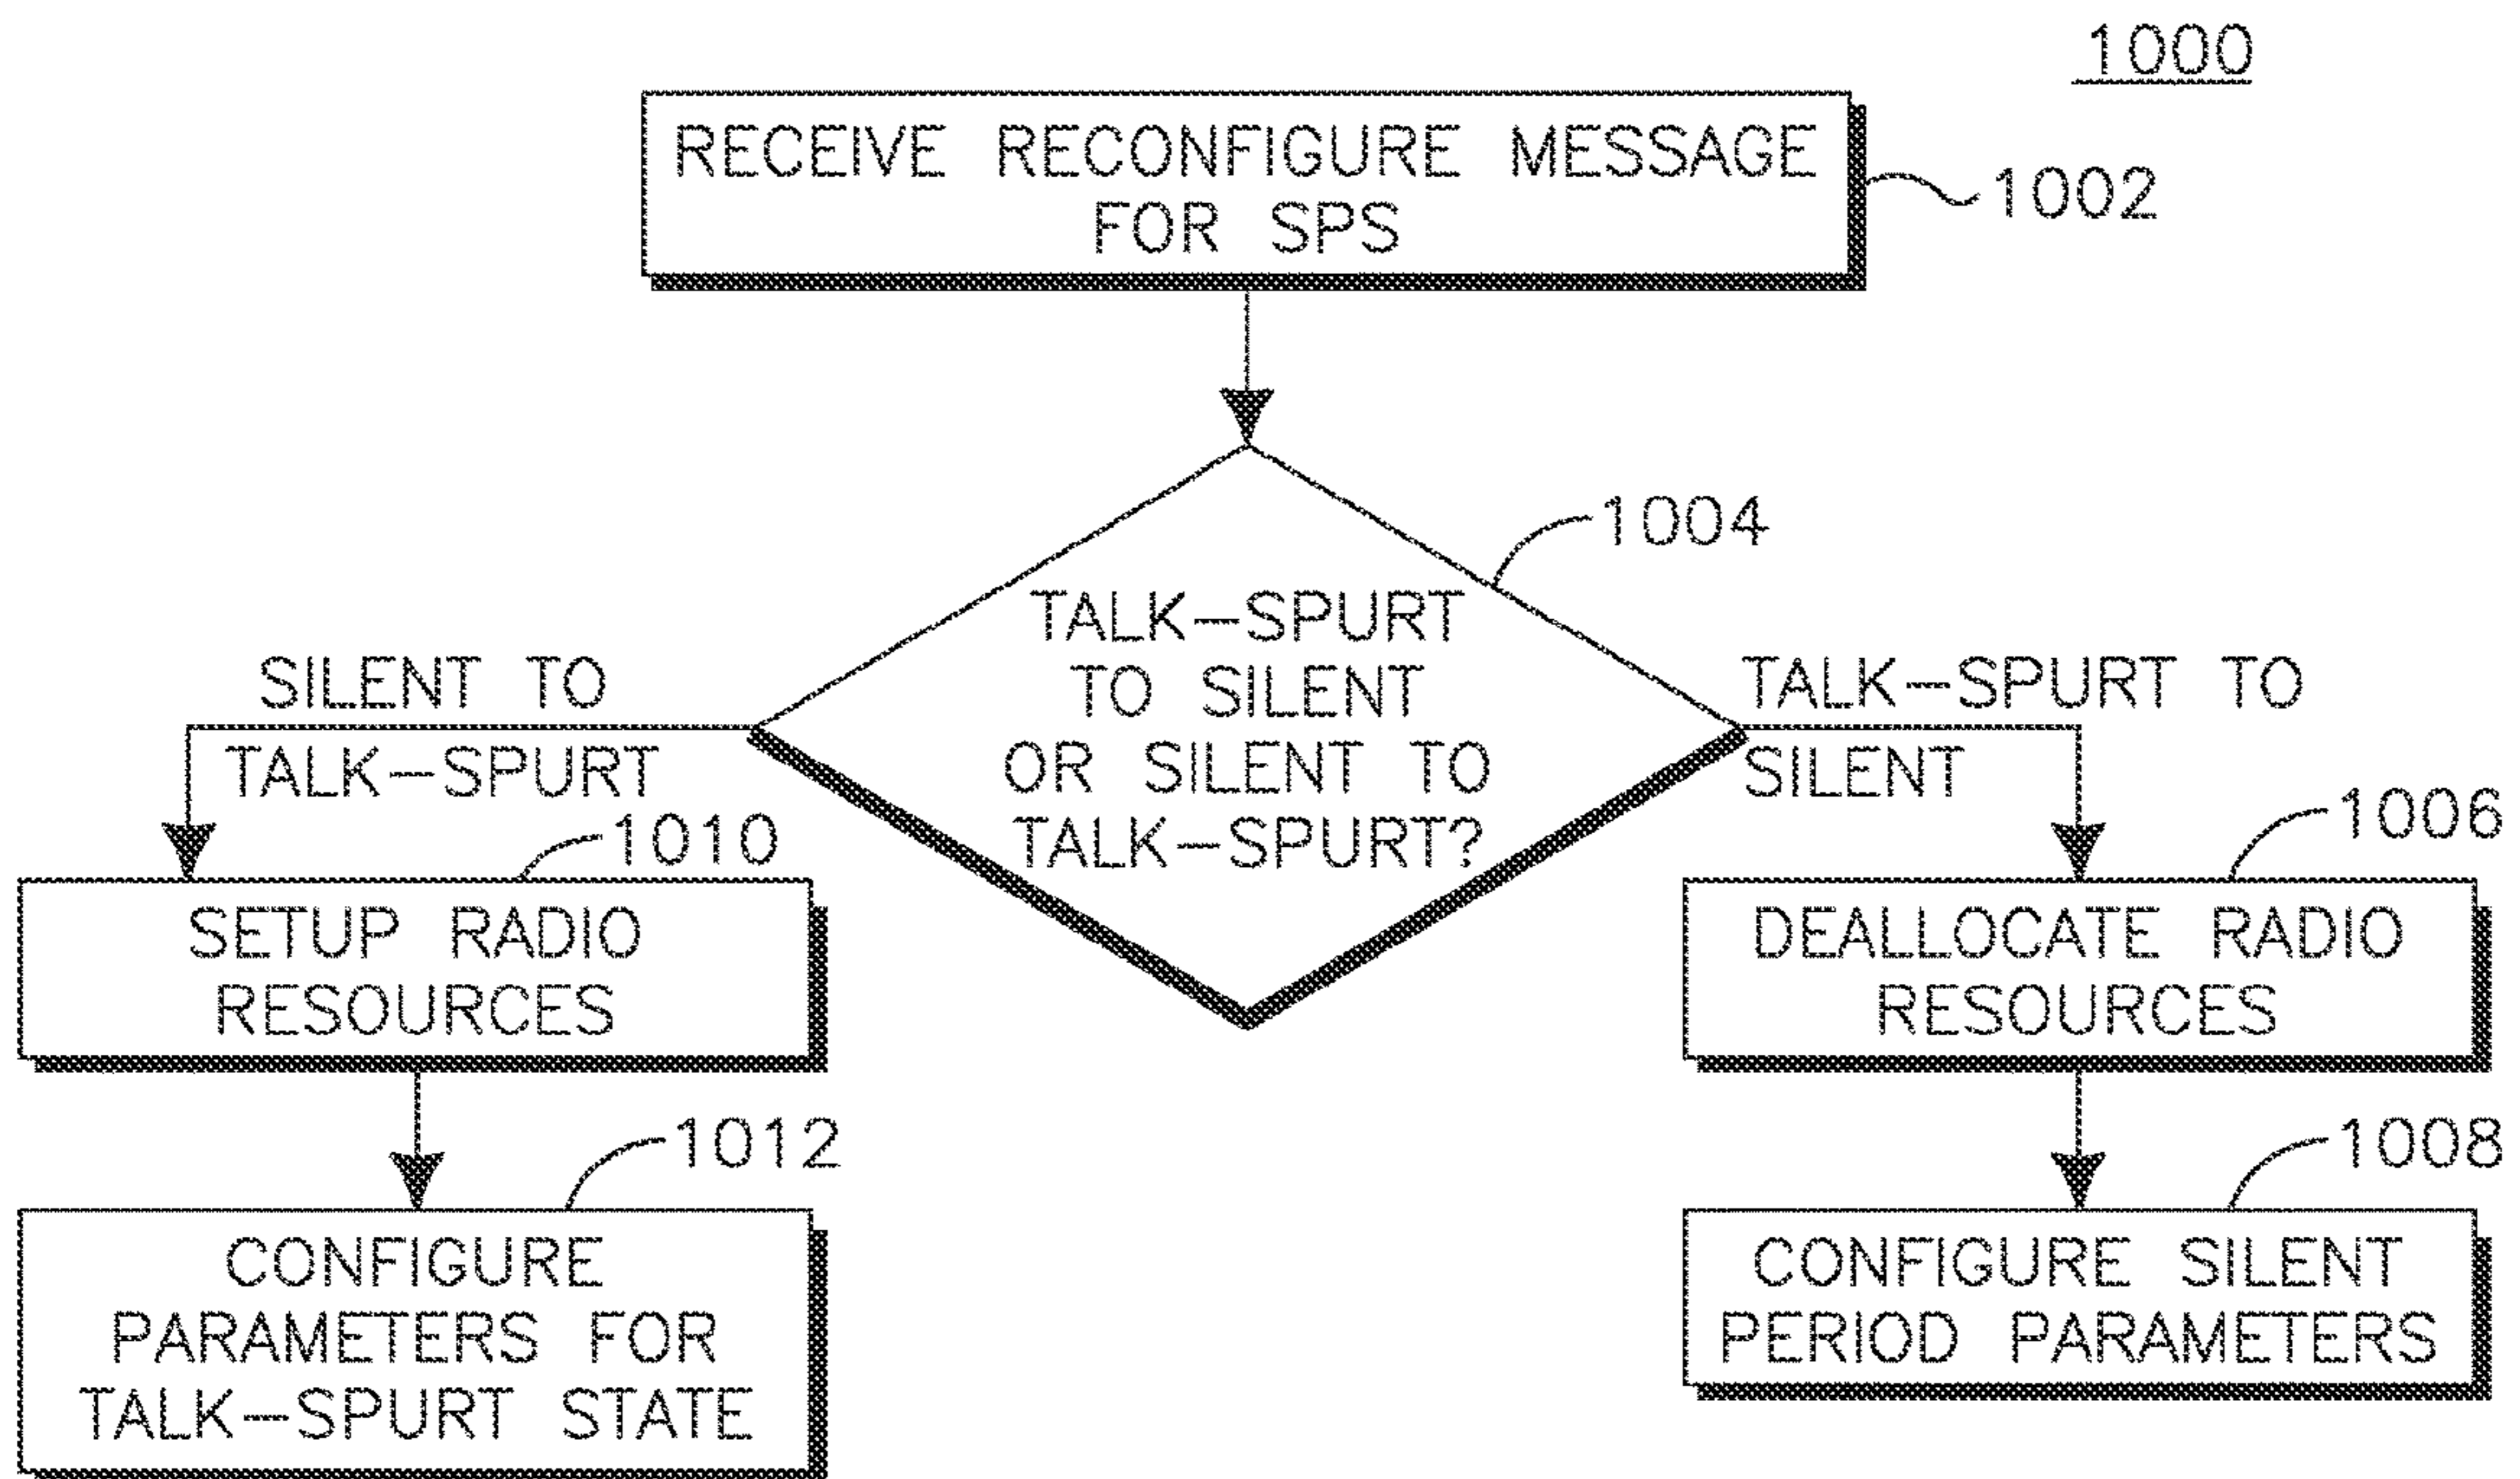 1000
RECEIVE RECONFIGURE MESSAGE
FOR SPS
1002
1004
TALK-SPURT
TO SILENT
OR SILENT TO
TALK-SPURT?
SILENT TO
TALK-SPURT
TALK-SPURT TO
SILENT
1010
SETUP RADIO
RESOURCES
1006
DEALLOCATE RADIO
RESOURCES
1012
CONFIGURE
PARAMETERS FOR
TALK-SPURT STATE
1008
CONFIGURE SILENT
PERIOD PARAMETERS